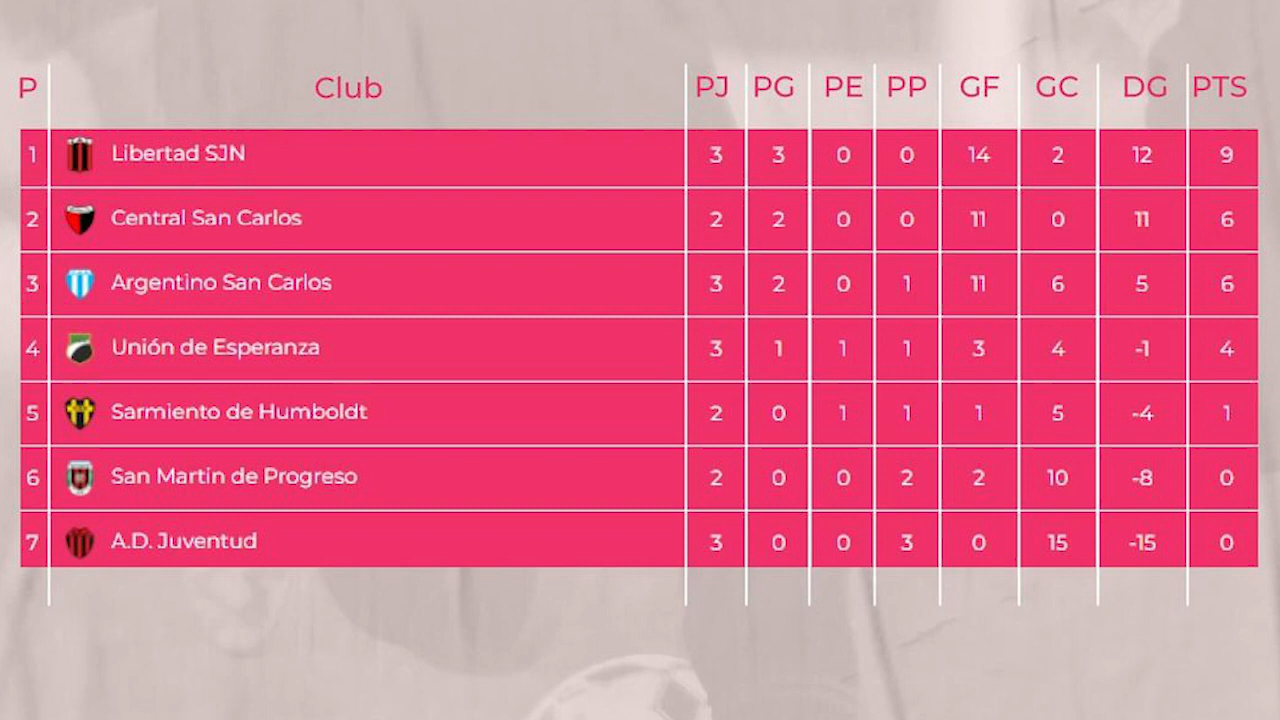 P Club PJ PG PE PP GF GC DG PTS
1 Libertad SJN 3 3 0 0 14 2 12 9
2 Central San Carlos 2 2 0 0 11 0 11 6
3 Argentino San Carlos 3 2 0 1 11 6 5 6
4 Unión de Esperanza 3 1 1 1 3 4 -1 4
5 Sarmiento de Humboldt 2 0 1 1 1 5 -4 1
6 San Martin de Progreso 2 0 0 2 2 10 -8 0
7 A.D. Juventud 3 0 0 3 0 15 -15 0